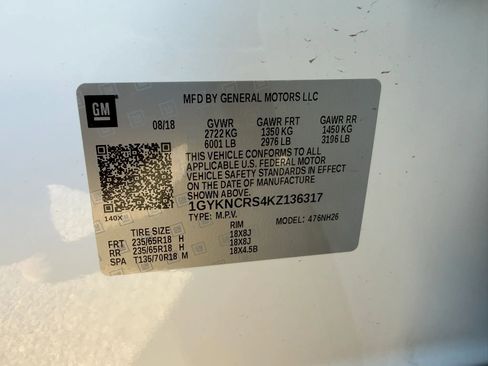 GM
MFD BY GENERAL MOTORS LLC
08/18 GVWR GAWR FRT GAWR RR
2722 KG 1350 KG 1450 KG
6001 LB 2976 LB 3196 LB
THIS VEHICLE CONFORMS TO ALL
APPLICABLE U.S. FEDERAL MOTOR
VEHICLE SAFETY STANDARDS IN EFFECT
ON THE DATE OF MANUFACTURE
SHOWN ABOVE.
1GYKNCRS4KZ136317
140X TYPE: M.P.V. MODEL: 476NH26
TIRE SIZE RIM
FRT 235/65R18 H 18X8J
RR 235/65R18 H 18X8J
SPA T135/70R18 M 18X4.5B